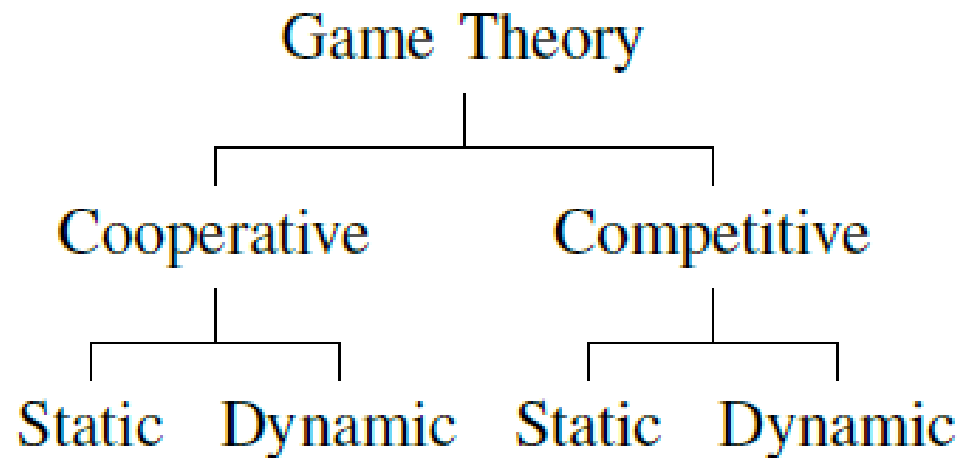 Game Theory
Cooperative Competitive
Static Dynamic Static Dynamic